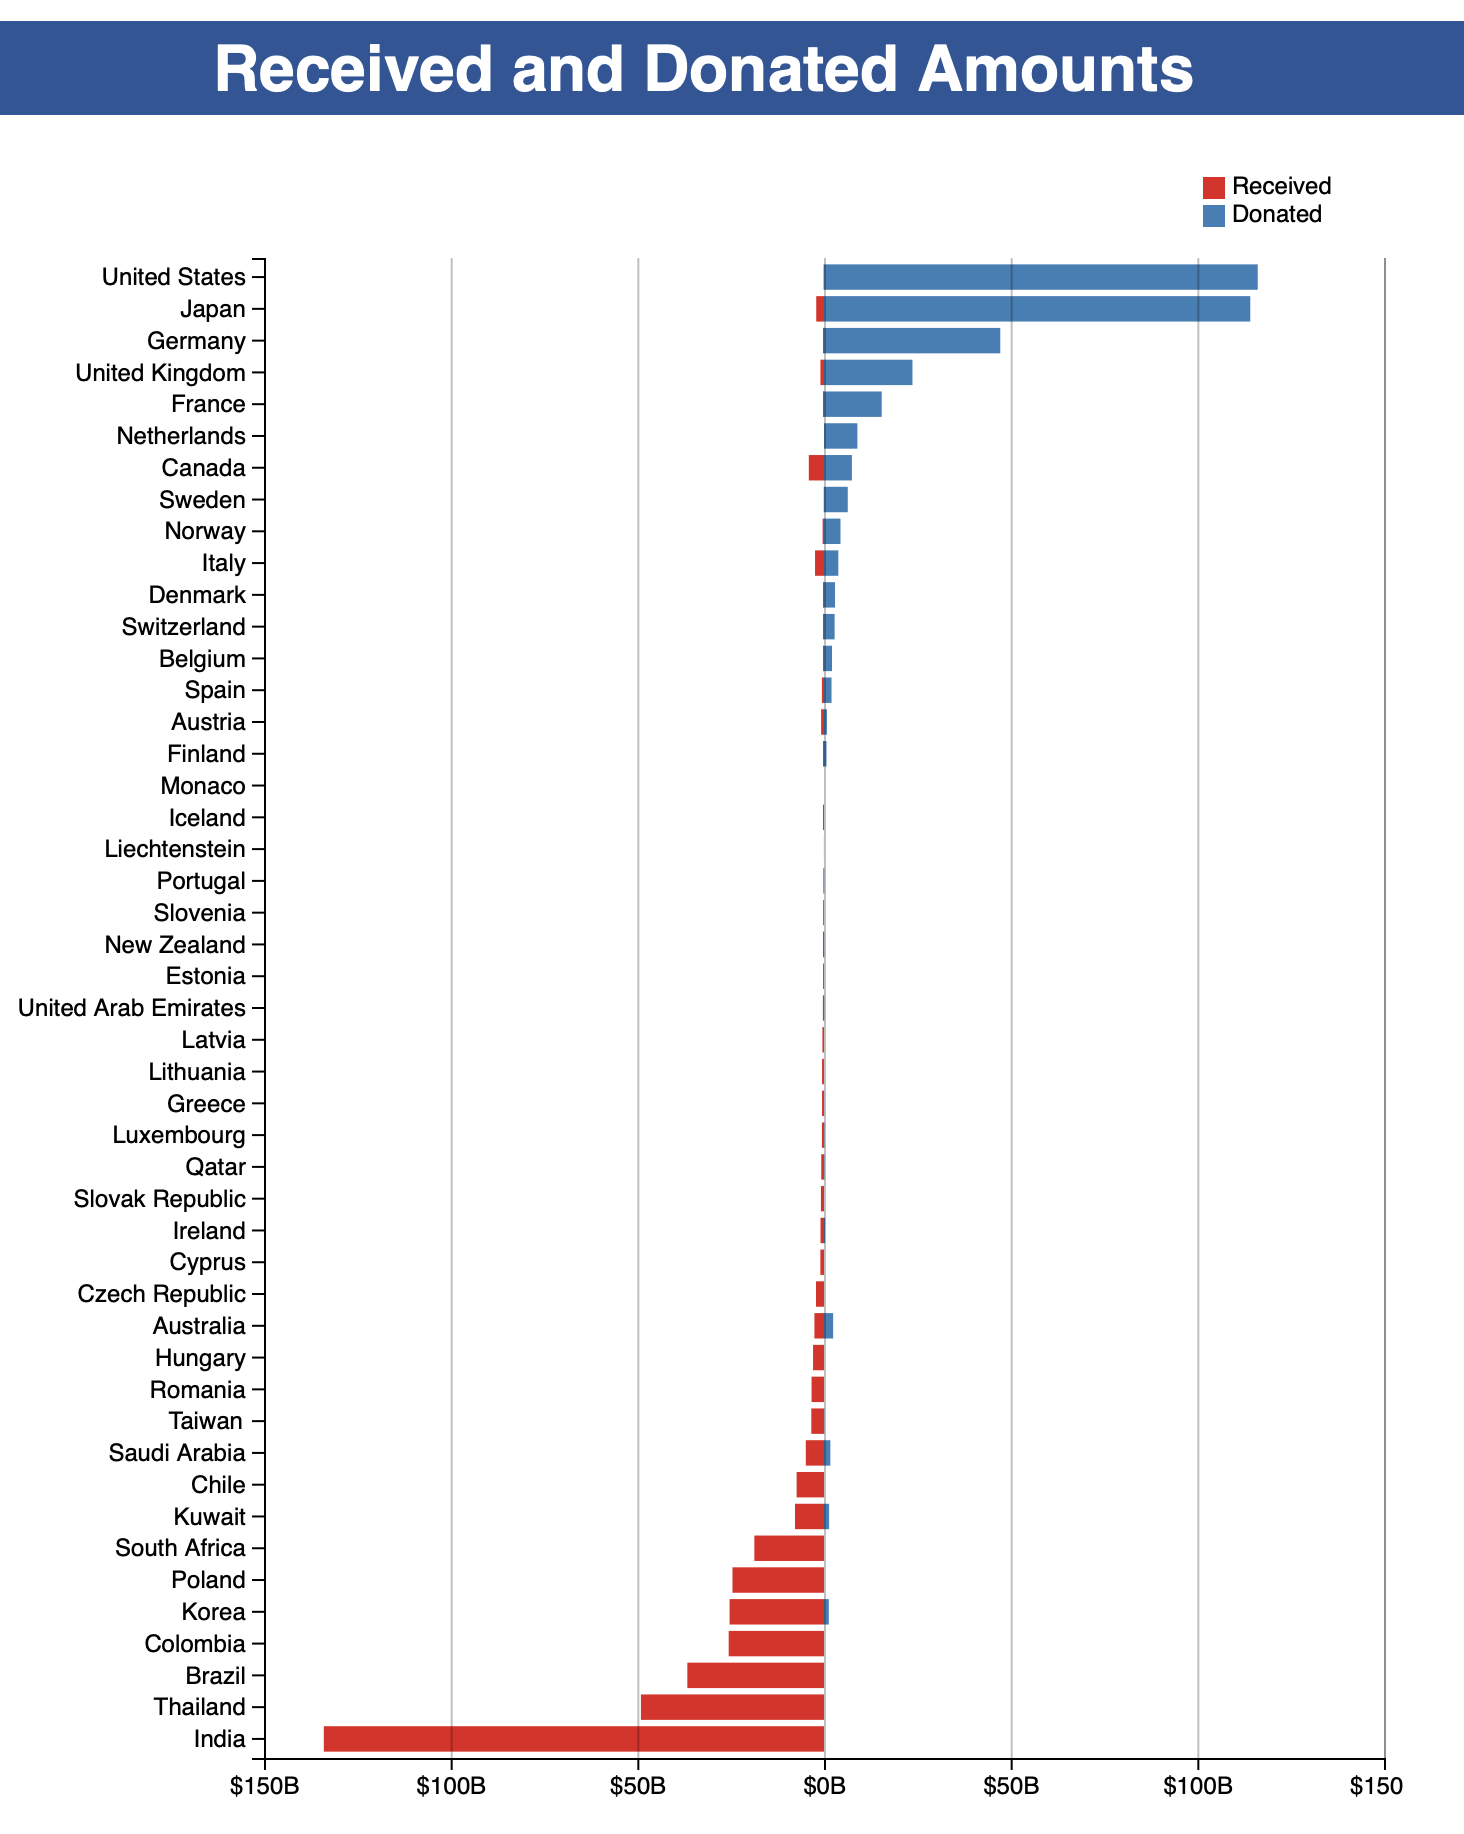 Received and Donated Amounts
Received
Donated
United States
Japan
Germany
United Kingdom
France
Netherlands
Canada
Sweden
Norway
Italy
Denmark
Switzerland
Belgium
Spain
Austria
Finland
Monaco
Iceland
Liechtenstein
Portugal
Slovenia
New Zealand
Estonia
United Arab Emirates
Latvia
Lithuania
Greece
Luxembourg
Qatar
Slovak Republic
Ireland
Cyprus
Czech Republic
Australia
Hungary
Romania
Taiwan
Saudi Arabia
Chile
Kuwait
South Africa
Poland
Korea
Colombia
Brazil
Thailand
India
$150B $100B $50B $0B $50B $100B $150